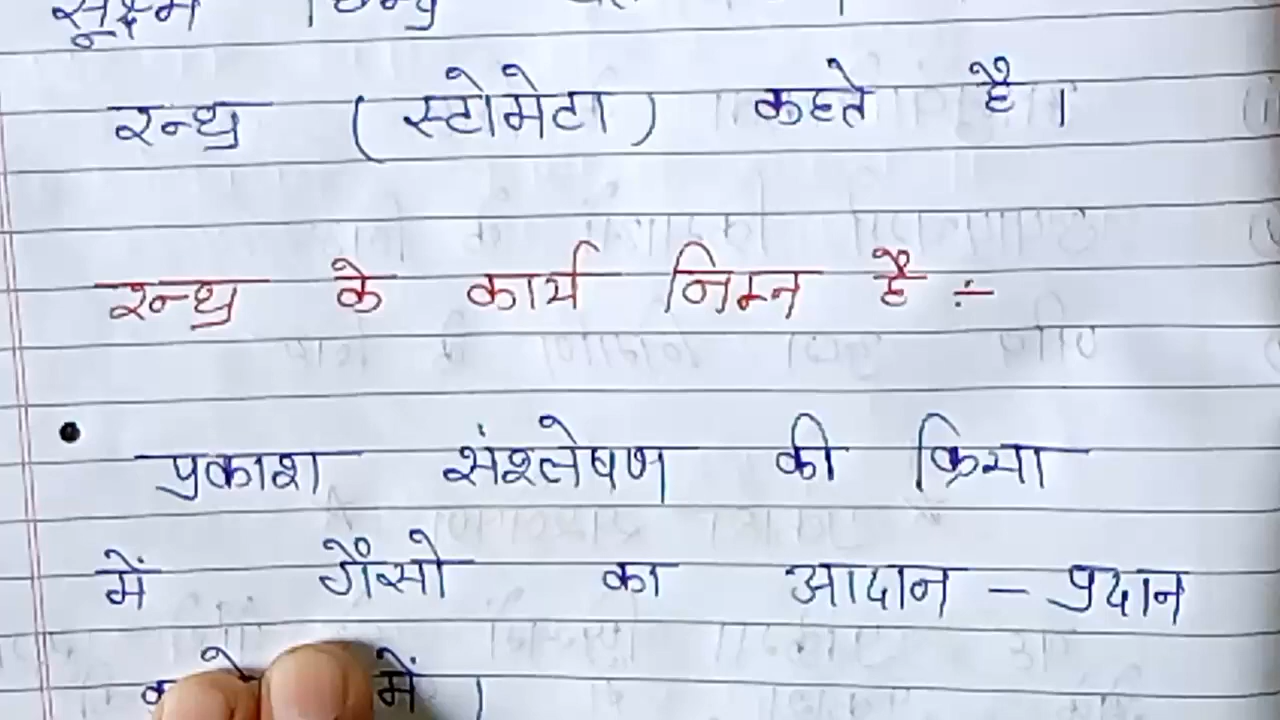 सूक्ष्म
रन्ध्र (स्टोमेटा) कहते है।
रन्ध्र के कार्य निम्न है :-
• प्रकाश संश्लेषण की क्रिया
में गैंसो का आदान - प्रदान
में।